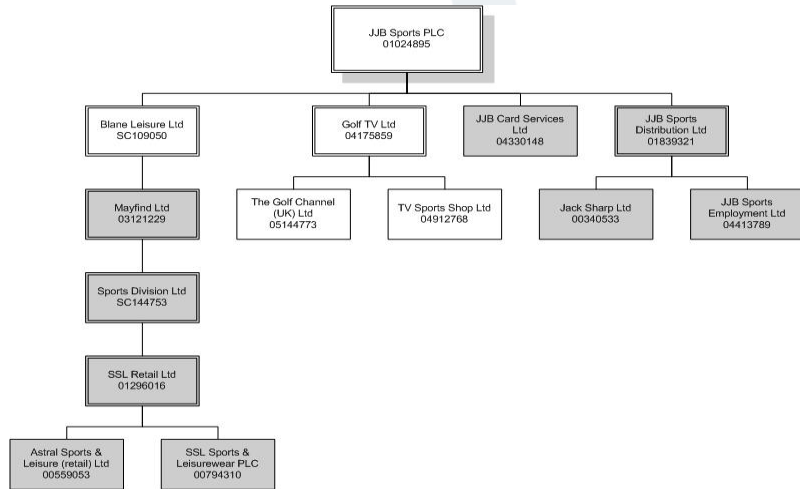 JJB Sports PLC
01024895
Blane Leisure Ltd
SC109050
Golf TV Ltd
04175859
JJB Card Services
Ltd
04330148
JJB Sports
Distribution Ltd
01839321
Mayfind Ltd
03121229
The Golf Channel
(UK) Ltd
05144773
TV Sports Shop Ltd
04912768
Jack Sharp Ltd
00340533
JJB Sports
Employment Ltd
04413789
Sports Division Ltd
SC144753
SSL Retail Ltd
01296016
Astral Sports &
Leisure (retail) Ltd
00559053
SSL Sports &
Leisurewear PLC
00794310